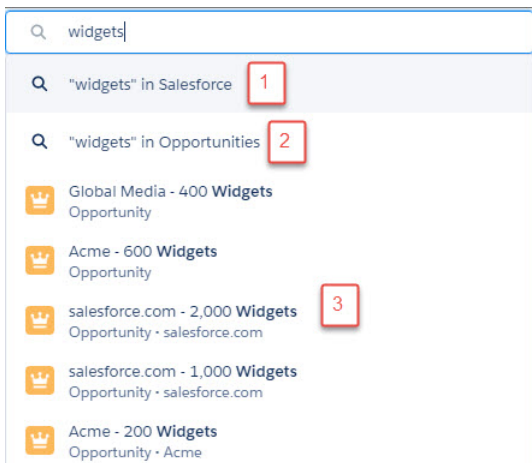 widgets
"widgets" in Salesforce 1
"widgets" in Opportunities 2
Global Media - 400 Widgets
Opportunity
Acme - 600 Widgets
Opportunity
salesforce.com - 2,000 Widgets 3
Opportunity • salesforce.com
salesforce.com - 1,000 Widgets
Opportunity • salesforce.com
Acme - 200 Widgets
Opportunity • Acme